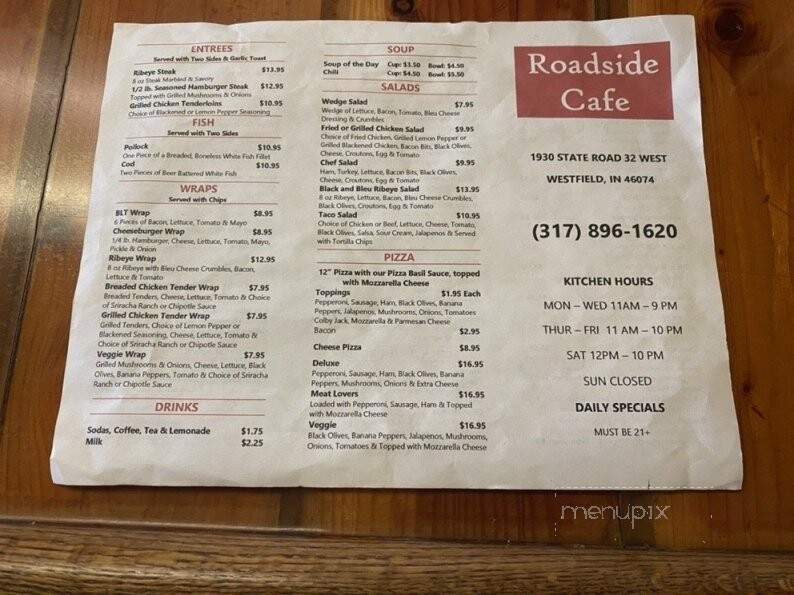 ENTREES
Served with Two Sides & Garlic Toast
Ribeye Steak $13.95
8 oz Steak Marbled & Savory
1/2 lb. Seasoned Hamburger Steak $12.95
Topped with Grilled Mushrooms & Onions
Grilled Chicken Tenderloins $10.95
Choice of Blackened or Lemon Pepper Seasoning
FISH
Served with Two Sides
Pollock $10.95
One Piece of a Breaded, Boneless White Fish Fillet
Cod $10.95
Two Pieces of Beer Battered White Fish
WRAPS
Served with Chips
BLT Wrap $8.95
6 Pieces of Bacon, Lettuce, Tomato & Mayo
Cheeseburger Wrap $8.95
1/4 lb. Hamburger, Cheese, Lettuce, Tomato, Mayo,
Pickle & Onion
Ribeye Wrap $12.95
8 oz Ribeye with Bleu Cheese Crumbles, Bacon,
Lettuce & Tomato
Breaded Chicken Tender Wrap $7.95
Breaded Tenders, Cheese, Lettuce, Tomato & Choice
of Sriracha Ranch or Chipotle Sauce
Grilled Chicken Tender Wrap $7.95
Grilled Tenders, Choice of Lemon Pepper or
Blackened Seasoning, Cheese, Lettuce, Tomato &
Choice of Sriracha Ranch or Chipotle Sauce
Veggie Wrap $7.95
Grilled Mushrooms & Onions, Cheese, Lettuce, Black
Olives, Banana Peppers, Tomato & Choice of Sriracha
Ranch or Chipotle Sauce
DRINKS
Sodas, Coffee, Tea & Lemonade $1.75
Milk $2.25
SOUP
Soup of the Day Cup: $3.50 Bowl: $4.50
Chili Cup: $4.50 Bowl: $5.50
SALADS
Wedge Salad $7.95
Wedge of Lettuce, Bacon, Tomato, Bleu Cheese
Dressing & Crumbles
Fried or Grilled Chicken Salad $9.95
Choice of Fried Chicken, Grilled Lemon Pepper or
Grilled Blackened Chicken, Bacon Bits, Black Olives,
Cheese, Croutons, Egg & Tomato
Chef Salad $9.95
Ham, Turkey, Lettuce, Bacon Bits, Black Olives,
Cheese, Croutons, Egg & Tomato
Black and Bleu Ribeye Salad $13.95
8 oz Ribeye, Lettuce, Bacon, Bleu Cheese Crumbles,
Black Olives, Croutons, Egg & Tomato
Taco Salad $10.95
Choice of Chicken or Beef, Lettuce, Cheese, Tomato,
Black Olives, Salsa, Sour Cream, Jalapenos & Served
with Tortilla Chips
PIZZA
12" Pizza with our Pizza Basil Sauce, topped
with Mozzarella Cheese
Toppings $1.95 Each
Pepperoni, Sausage, Ham, Black Olives, Banana
Peppers, Jalapenos, Mushrooms, Onions, Tomatoes
Colby Jack, Mozzarella & Parmesan Cheese
Bacon $2.95
Cheese Pizza $8.95
Deluxe $16.95
Pepperoni, Sausage, Ham, Black Olives, Banana
Peppers, Mushrooms, Onions & Extra Cheese
Meat Lovers $16.95
Loaded with Pepperoni, Sausage, Ham & Topped
with Mozzarella Cheese
Veggie $16.95
Black Olives, Banana Peppers, Jalapenos, Mushrooms,
Onions, Tomatoes & Topped with Mozzarella Cheese
Roadside
Cafe
1930 STATE ROAD 32 WEST
WESTFIELD, IN 46074
(317) 896-1620
KITCHEN HOURS
MON – WED 11AM – 9 PM
THUR – FRI 11 AM – 10 PM
SAT 12PM – 10 PM
SUN CLOSED
DAILY SPECIALS
MUST BE 21+
menupix